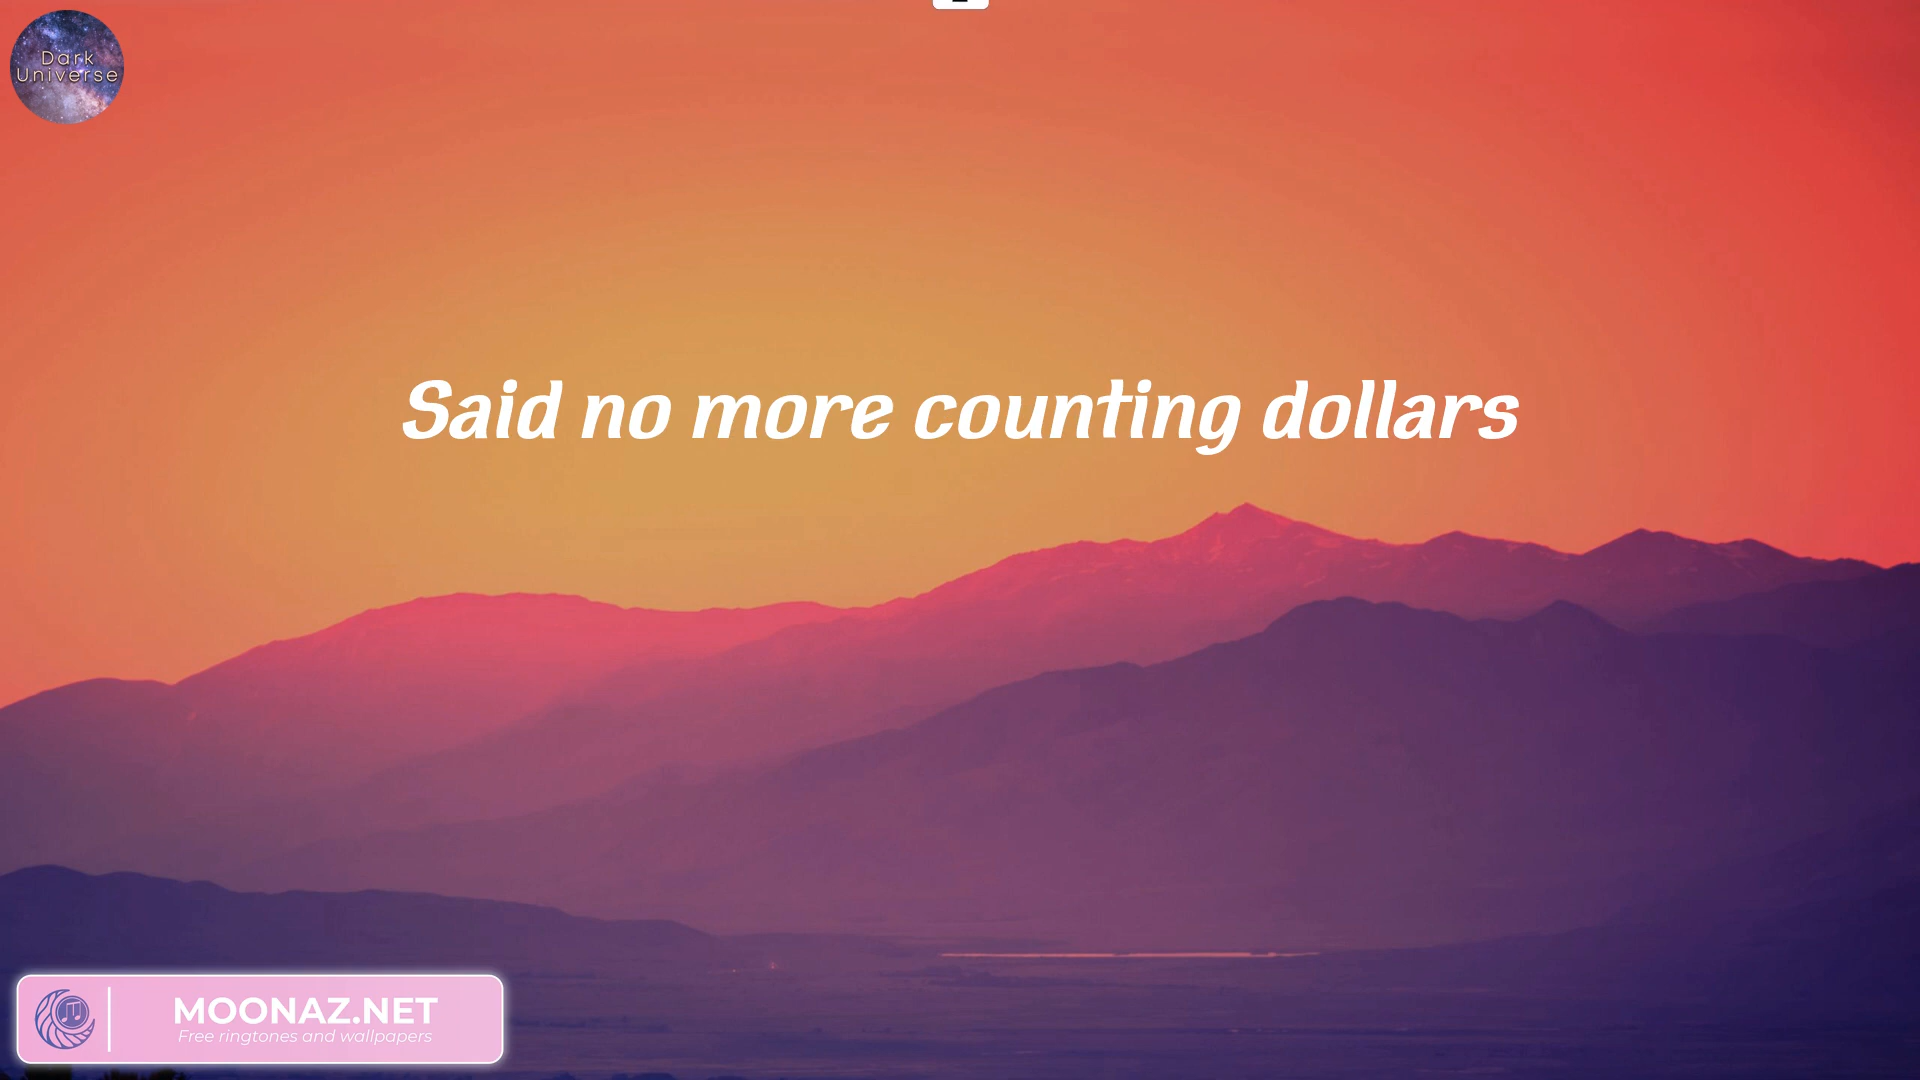 Dark
Universe
Said no more counting dollars
MOONAZ.NET
Free ringtones and wallpapers